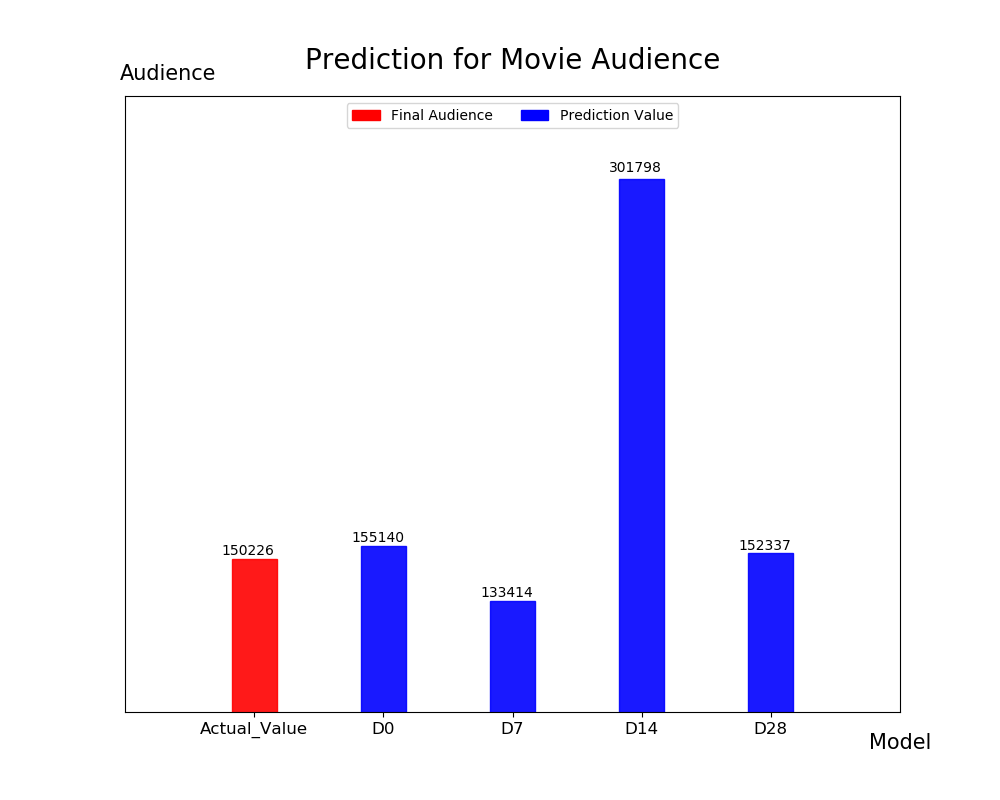 Prediction for Movie Audience
Audience
Final Audience
Prediction Value
301798
150226
155140
133414
152337
Actual_Value
D0
D7
D14
D28
Model